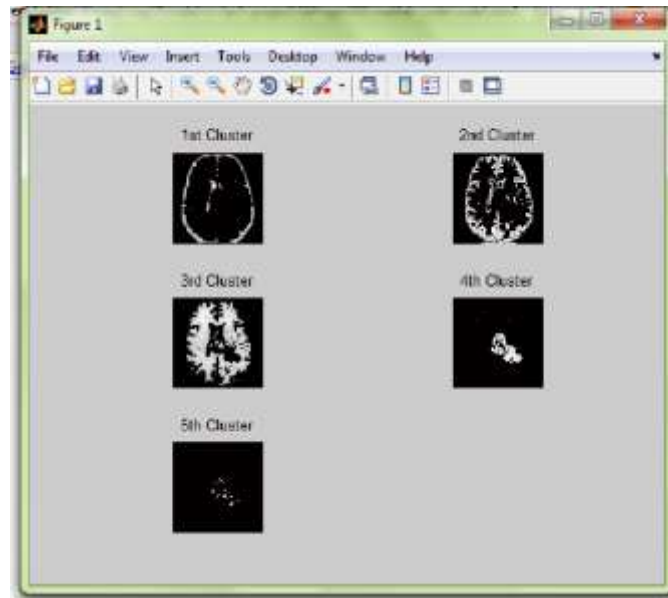 Figure 1
File Edit View Insert Tools Desktop Window Help
1st Cluster
2nd Cluster
3rd Cluster
4th Cluster
5th Cluster